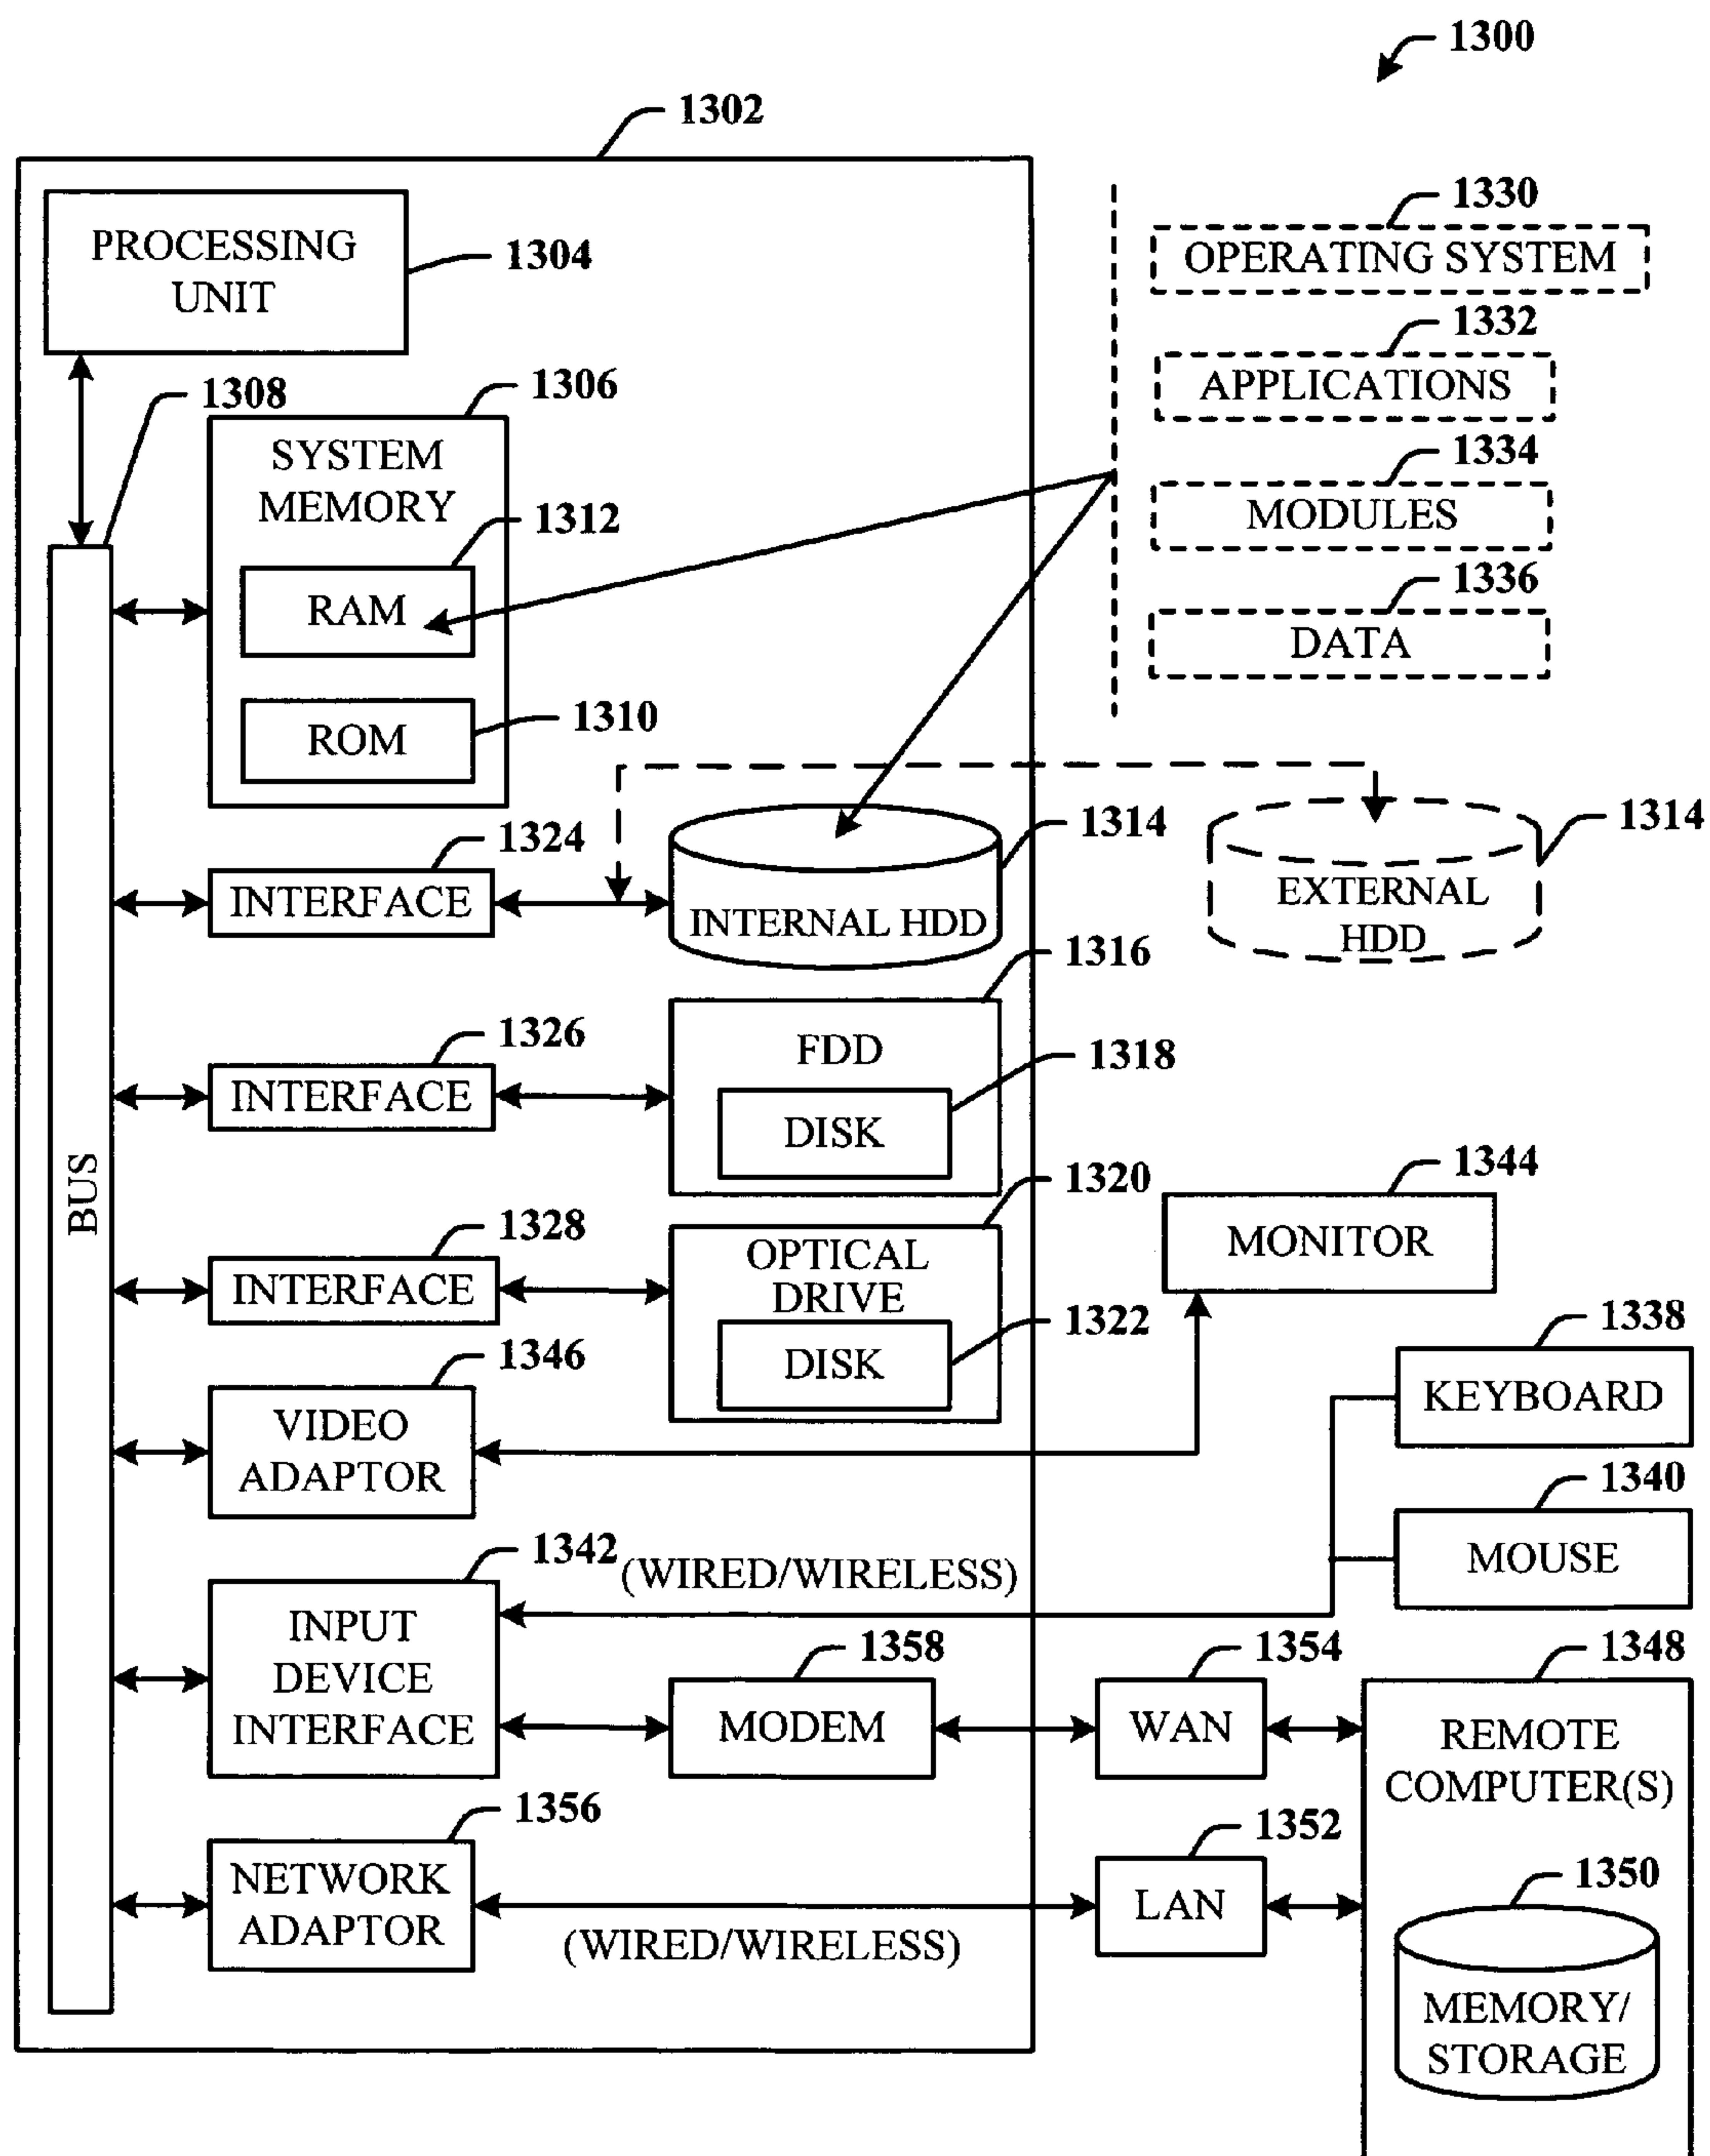 1300
1302
PROCESSING
UNIT
1304
1330
OPERATING SYSTEM
1332
APPLICATIONS
1334
MODULES
1336
DATA
1308
1306
SYSTEM
MEMORY
1312
RAM
1310
ROM
1324
INTERFACE
1314
INTERNAL HDD
1314
EXTERNAL
HDD
1316
FDD
1318
DISK
1326
INTERFACE
BUS
1320
OPTICAL
DRIVE
1322
DISK
1328
INTERFACE
1344
MONITOR
1346
VIDEO
ADAPTOR
1338
KEYBOARD
1340
MOUSE
1342
(WIRED/WIRELESS)
INPUT
DEVICE
INTERFACE
1358
MODEM
1354
WAN
1348
REMOTE
COMPUTER(S)
1356
NETWORK
ADAPTOR
(WIRED/WIRELESS)
1352
LAN
1350
MEMORY/
STORAGE